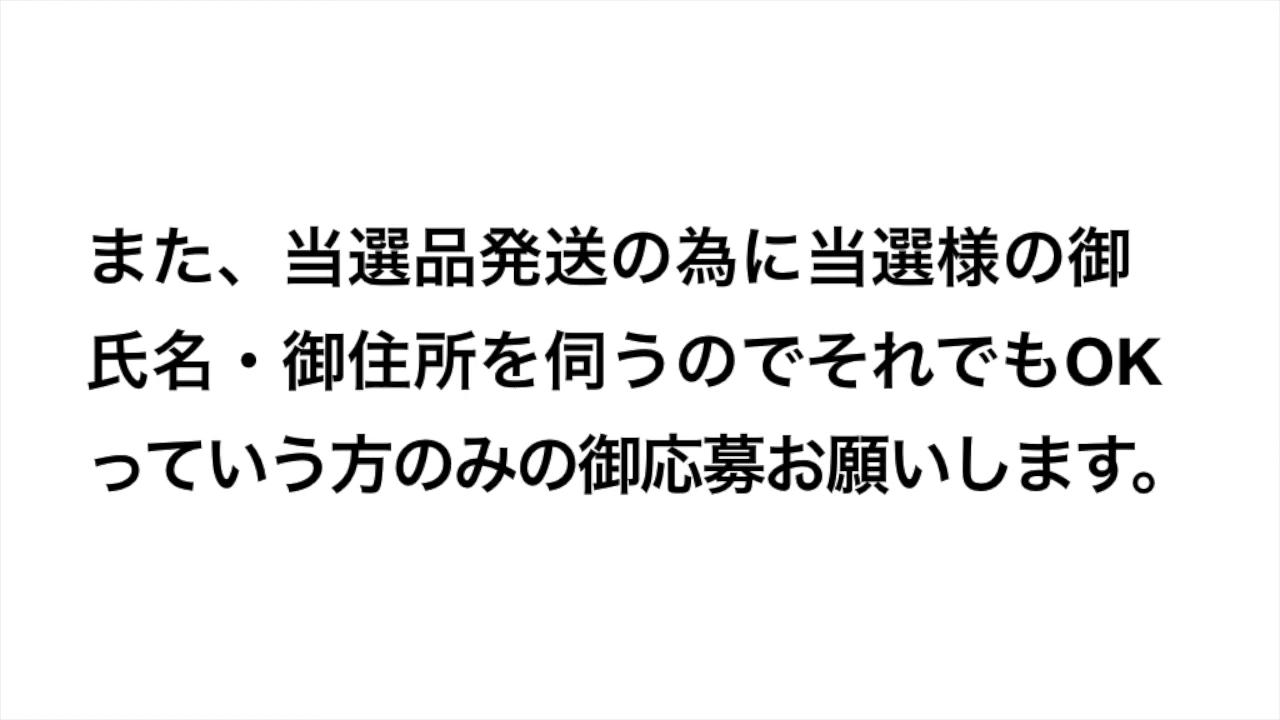 また、当選品発送の為に当選様の御
氏名・御住所を伺うのでそれでもOK
っていう方のみの御応募お願いします。